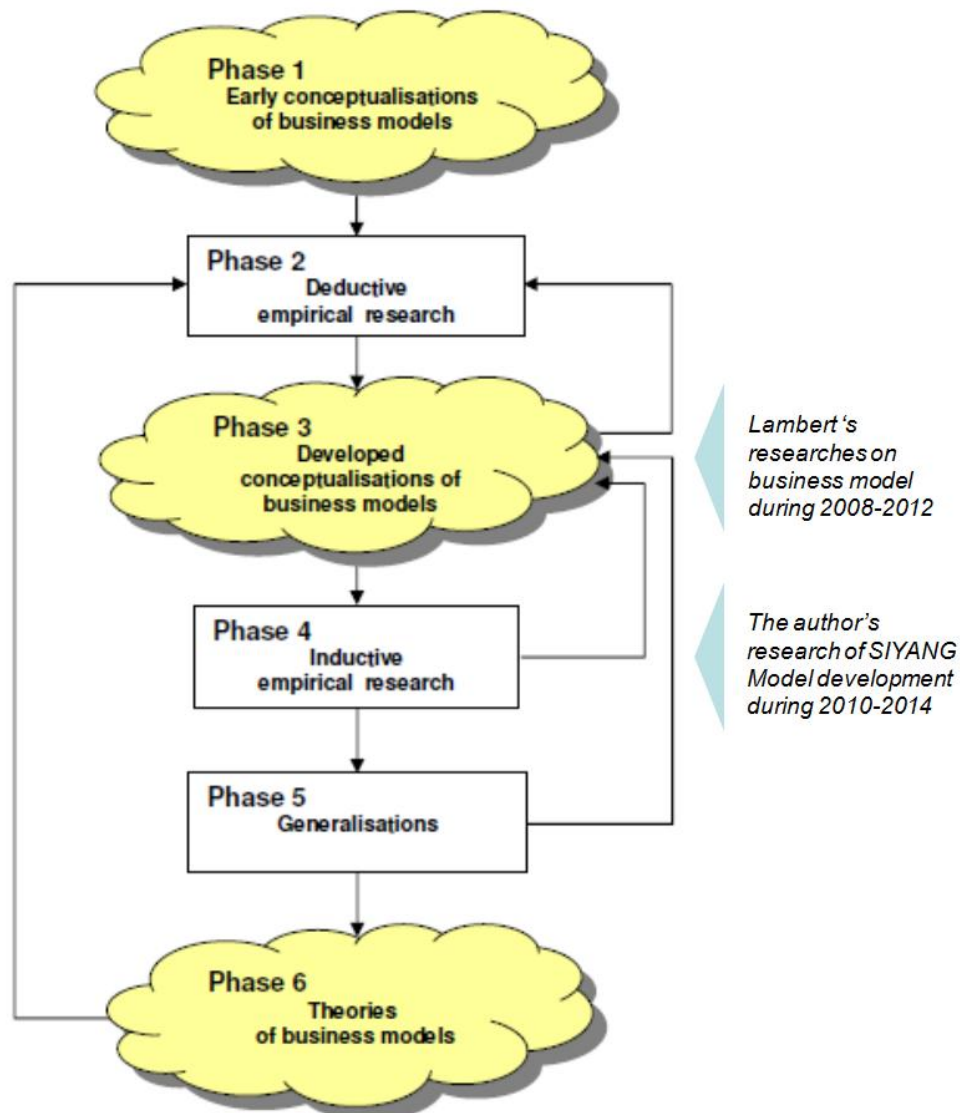 Phase 1
Early conceptualisations
of business models
Phase 2
Deductive
empirical research
Phase 3
Developed
conceptualisations of
business models
Lambert‘s
researches on
business model
during 2008-2012
Phase 4
Inductive
empirical research
The author’s
research of SIYANG
Model development
during 2010-2014
Phase 5
Generalisations
Phase 6
Theories
of business models